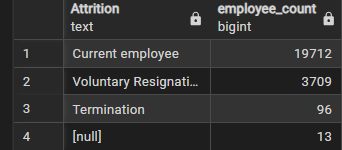 Attrition employee_count
text bigint
1 Current employee 19712
2 Voluntary Resignati... 3709
3 Termination 96
4 [null] 13